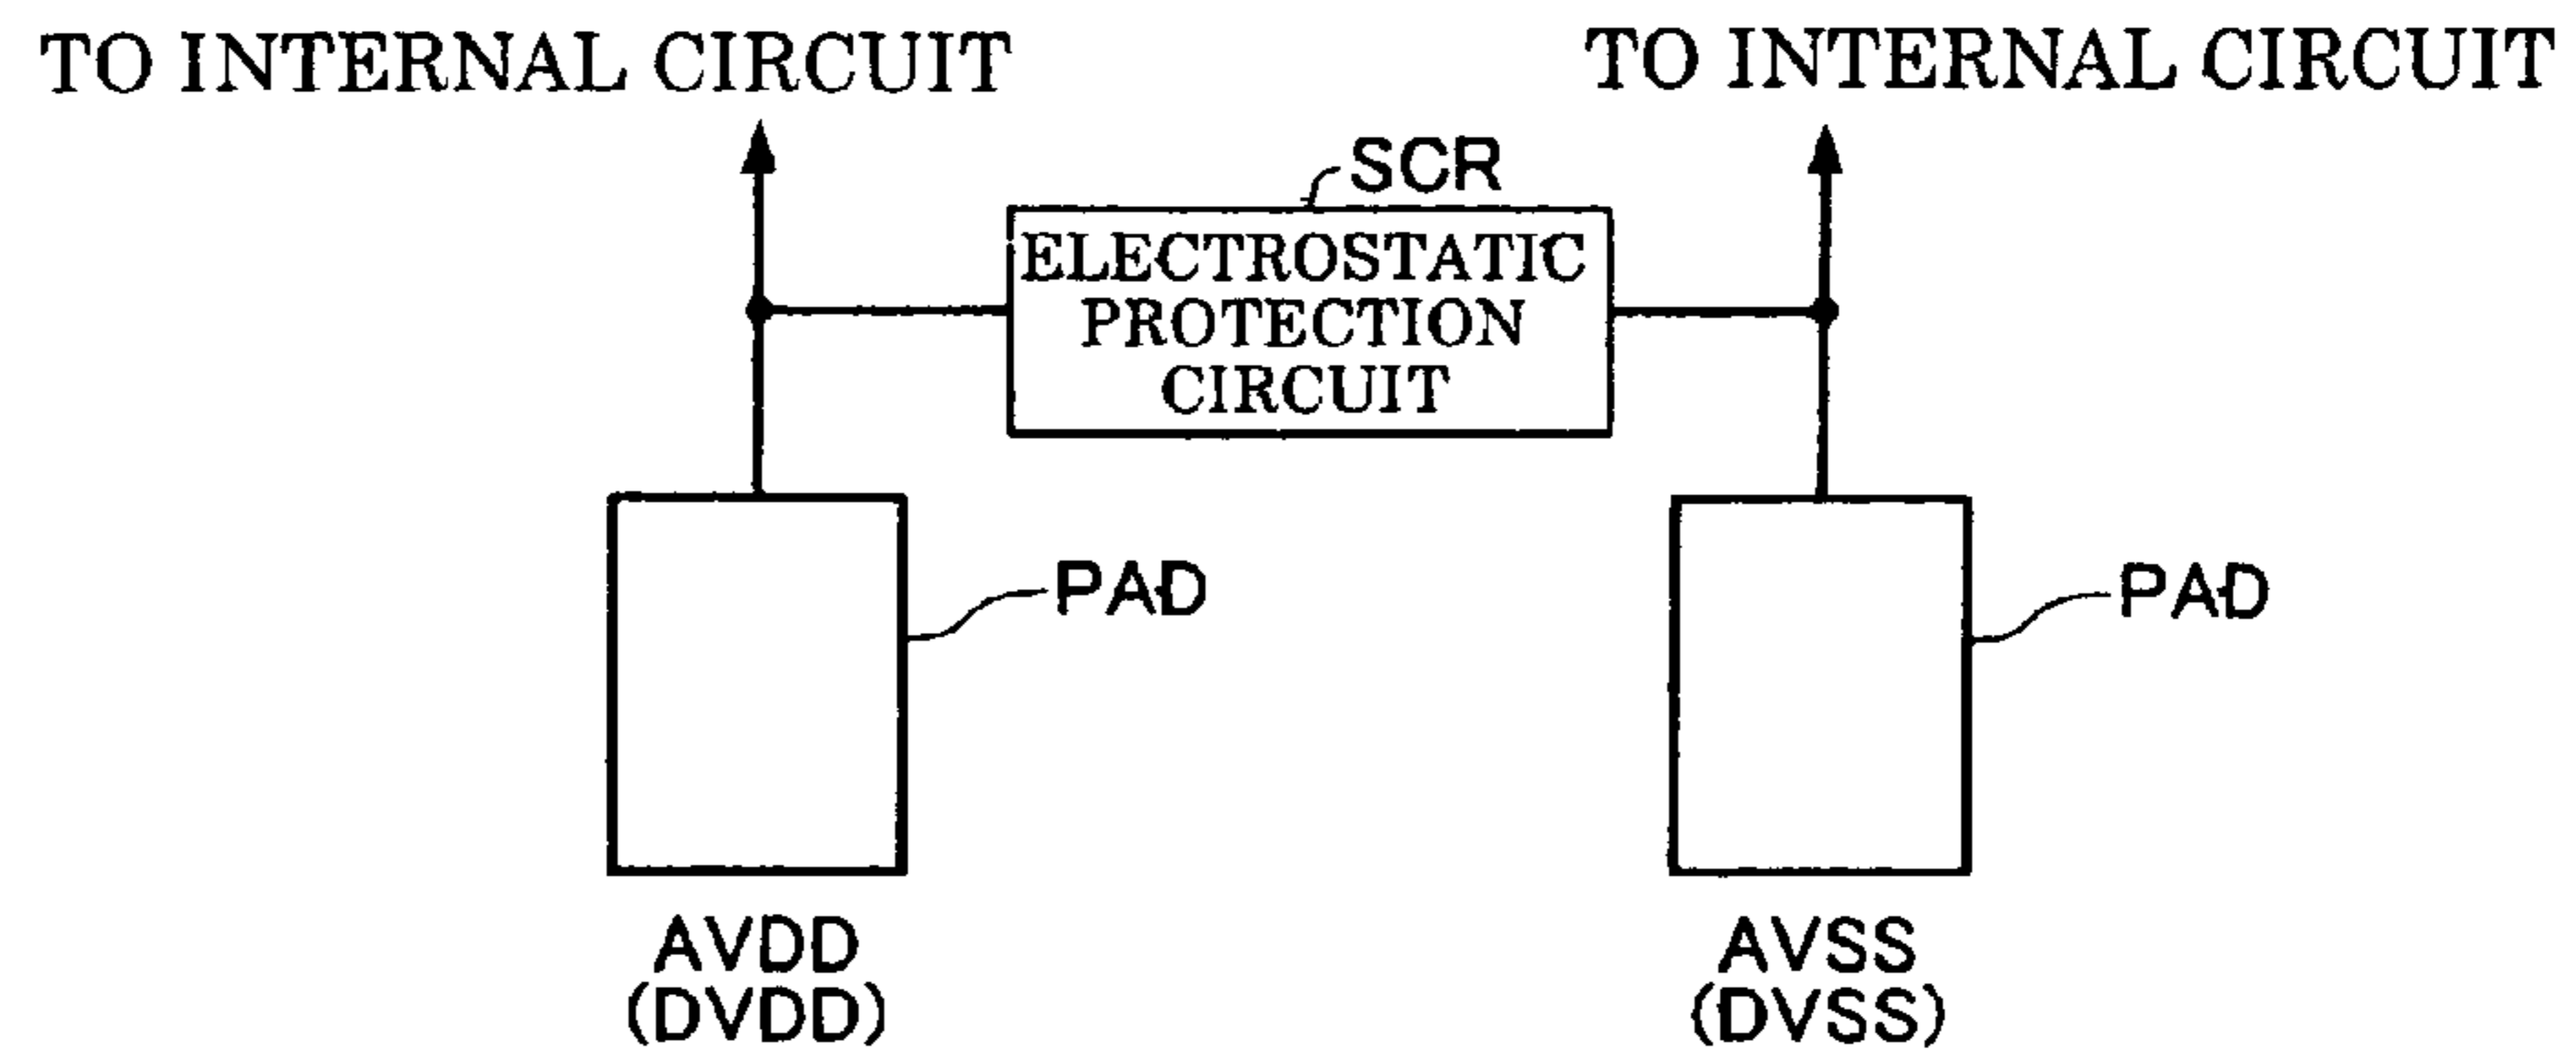 TO INTERNAL CIRCUIT
TO INTERNAL CIRCUIT
SCR
ELECTROSTATIC
PROTECTION
CIRCUIT
PAD
PAD
AVDD
(DVDD)
AVSS
(DVSS)